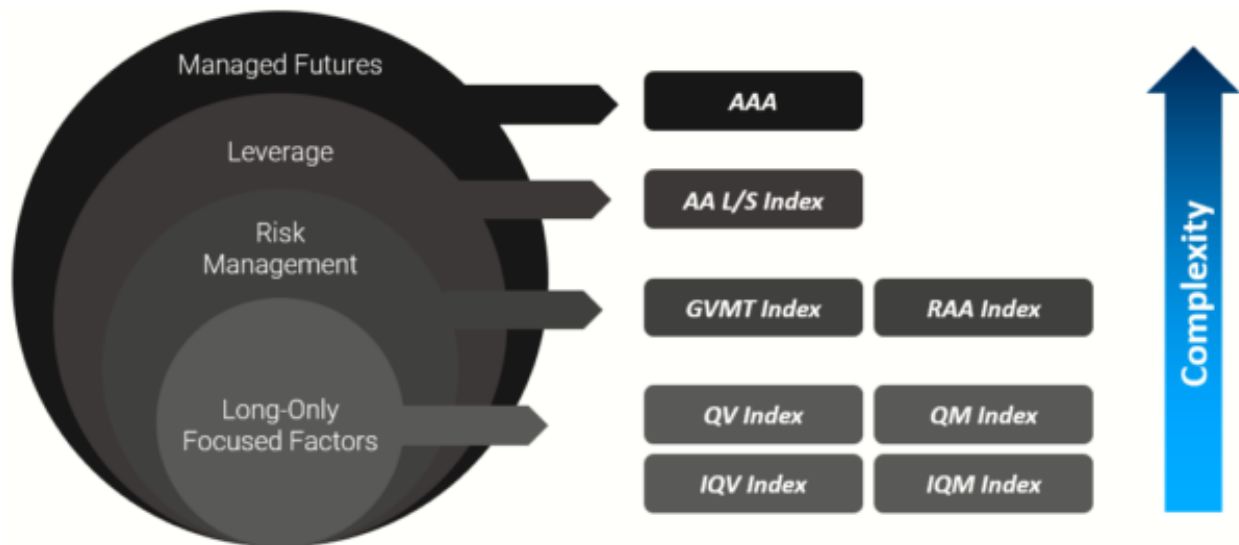 Managed Futures
AAA
Leverage
AA L/S Index
Risk
Management
GVMT Index
RAA Index
Long-Only
Focused Factors
QV Index
QM Index
IQV Index
IQM Index
Complexity